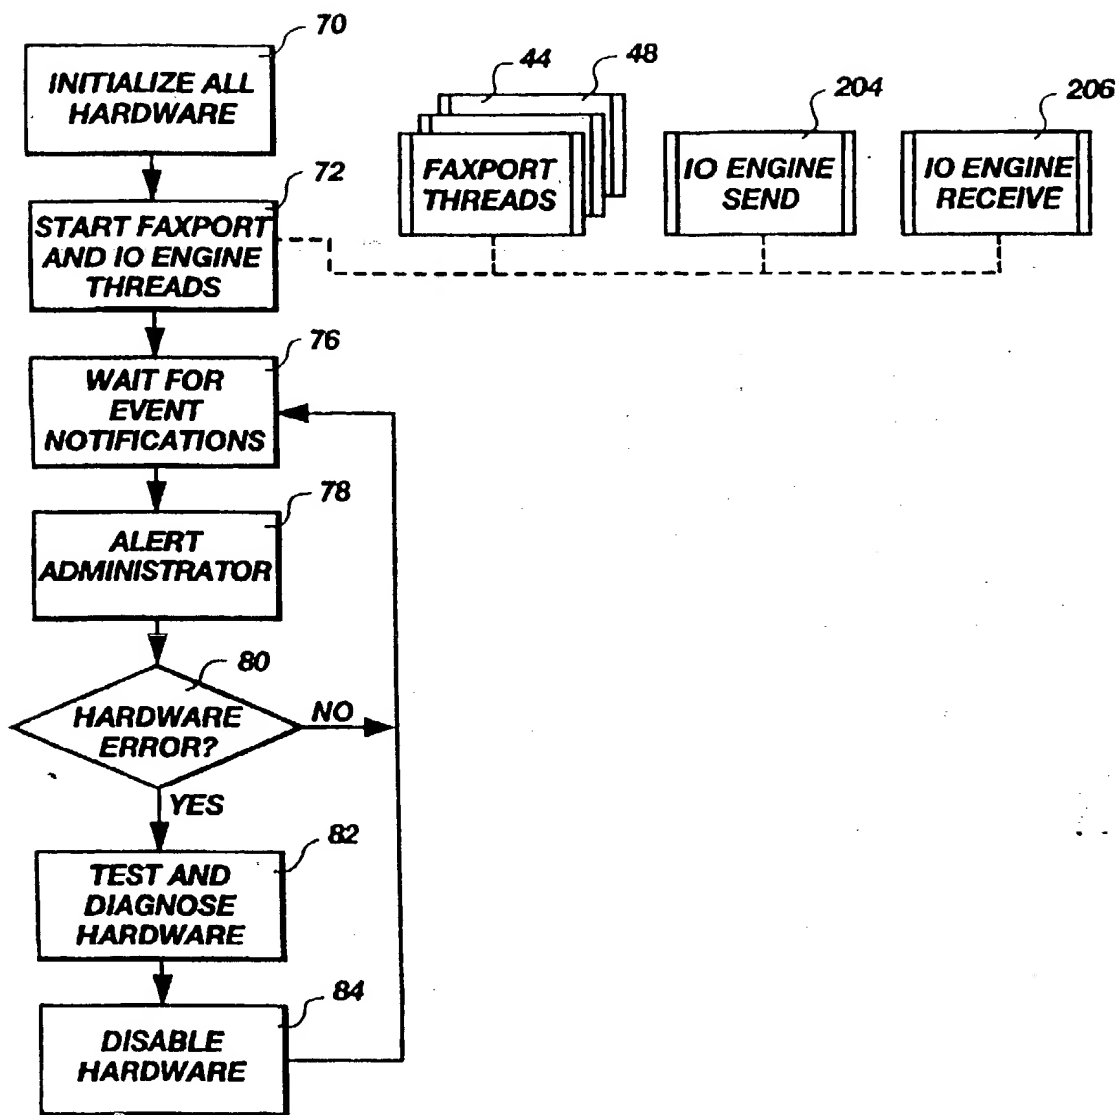 70
INITIALIZE ALL
HARDWARE
44
48
204
206
FAXPORT
THREADS
IO ENGINE
SEND
IO ENGINE
RECEIVE
72
START FAXPORT
AND IO ENGINE
THREADS
76
WAIT FOR
EVENT
NOTIFICATIONS
78
ALERT
ADMINISTRATOR
80
HARDWARE
ERROR?
NO
YES
82
TEST AND
DIAGNOSE
HARDWARE
84
DISABLE
HARDWARE